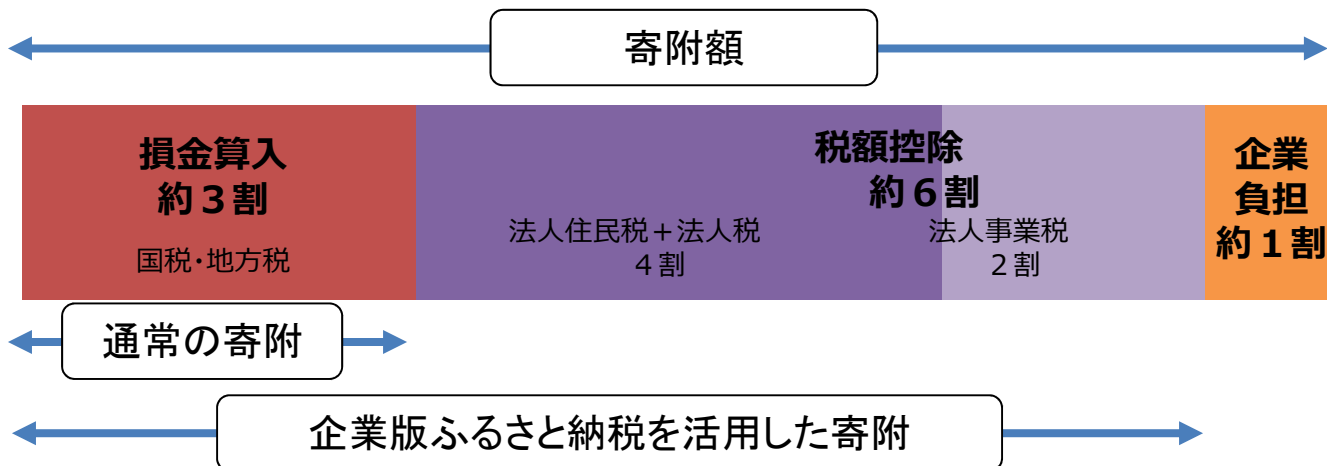 寄附額
損金算入
約３割
国税・地方税
税額控除
約６割
法人住民税＋法人税
４割
法人事業税
２割
企業
負担
約１割
通常の寄附
企業版ふるさと納税を活用した寄附